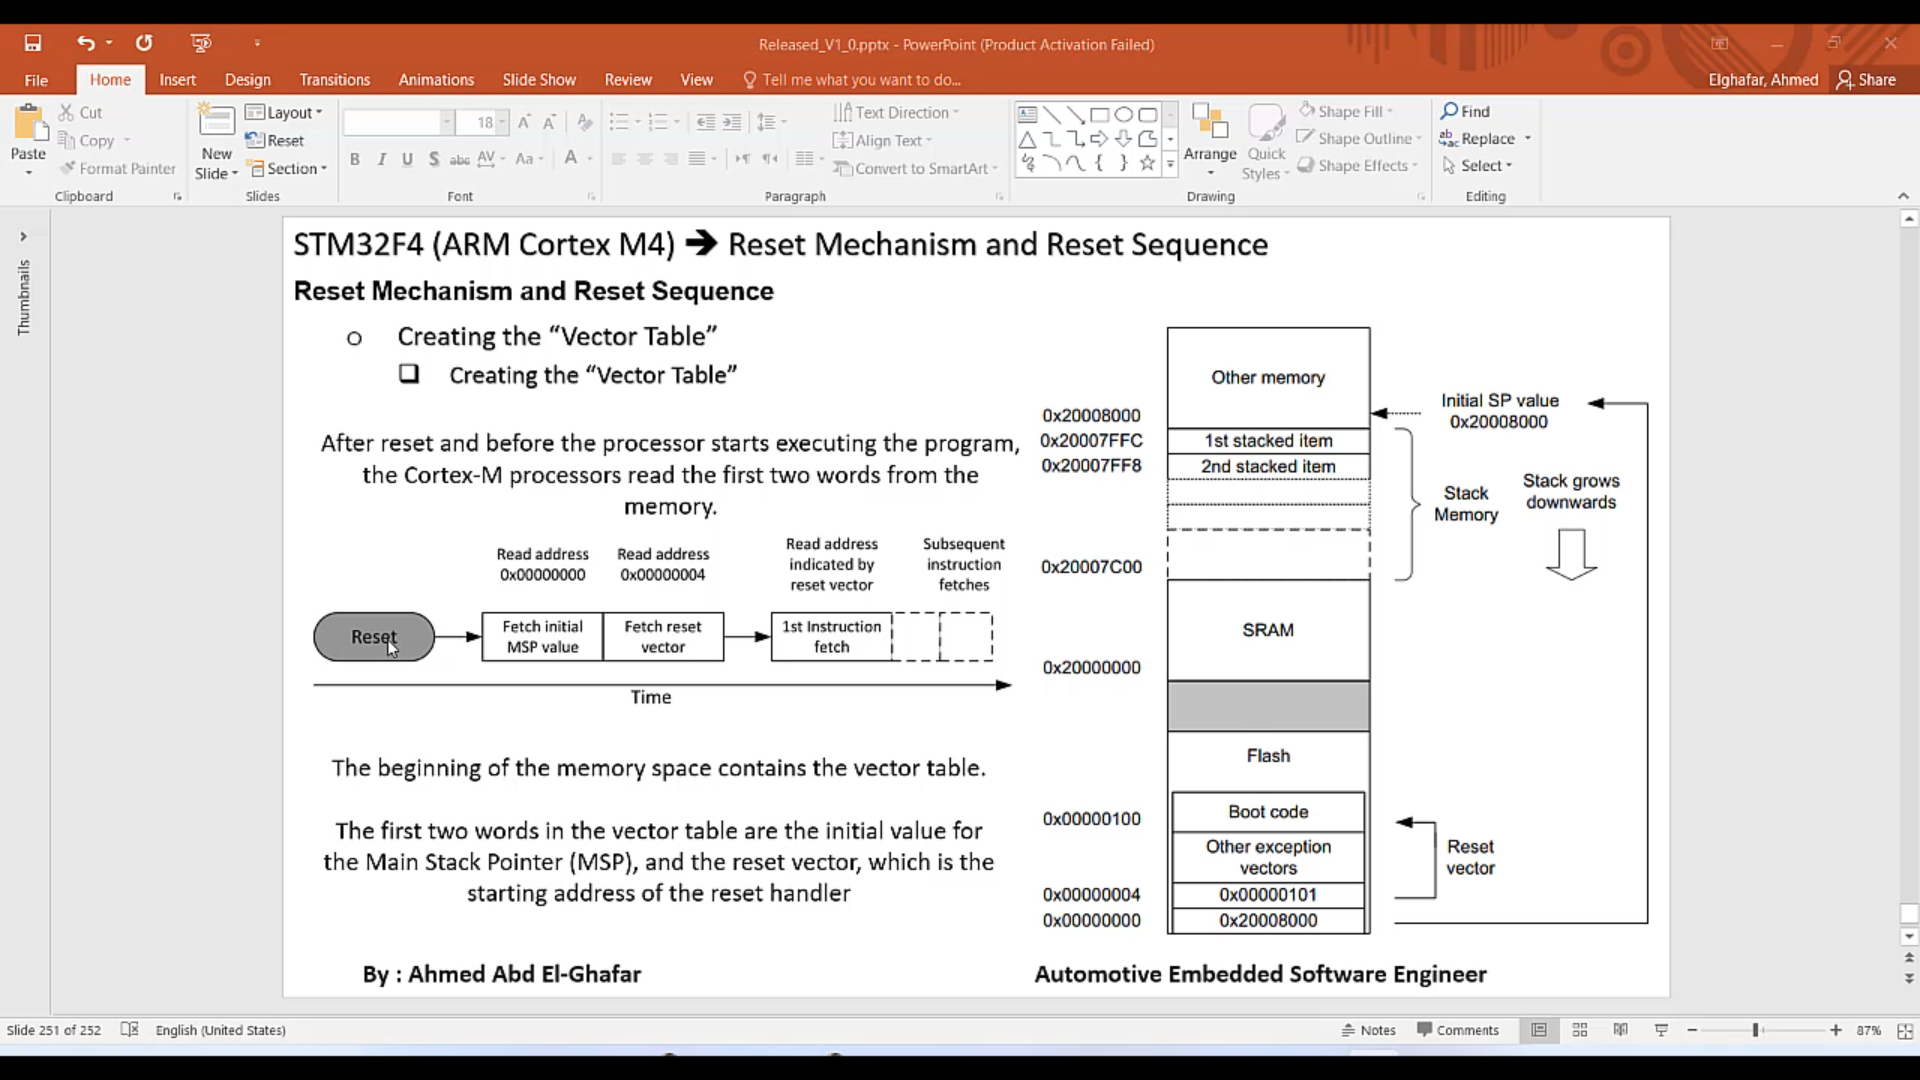 Released_V1_0.pptx - PowerPoint (Product Activation Failed)
File
Home
Insert
Design
Transitions
Animations
Slide Show
Review
View
Tell me what you want to do...
Elghafar, Ahmed
Share
Paste
Cut
Copy
Format Painter
Clipboard
New
Slide
Layout
Reset
Section
Slides
18
Font
Text Direction
Align Text
Convert to SmartArt
Paragraph
Arrange
Quick
Styles
Shape Fill
Shape Outline
Shape Effects
Drawing
Find
Replace
Select
Editing
Thumbnails
STM32F4 (ARM Cortex M4) ➔ Reset Mechanism and Reset Sequence
Reset Mechanism and Reset Sequence
o Creating the “Vector Table”
❑ Creating the “Vector Table”
After reset and before the processor starts executing the program,
the Cortex-M processors read the first two words from the
memory.
Read address
0x00000000
Read address
0x00000004
Read address
indicated by
reset vector
Subsequent
instruction
fetches
Reset
Fetch initial
MSP value
Fetch reset
vector
1st Instruction
fetch
Time
The beginning of the memory space contains the vector table.
The first two words in the vector table are the initial value for
the Main Stack Pointer (MSP), and the reset vector, which is the
starting address of the reset handler
Other memory
0x20008000
0x20007FFC
1st stacked item
0x20007FF8
2nd stacked item
Initial SP value
0x20008000
Stack
Memory
Stack grows
downwards
0x20007C00
SRAM
0x20000000
Flash
0x00000100
Boot code
Other exception
vectors
Reset
vector
0x00000004
0x00000101
0x00000000
0x20008000
By : Ahmed Abd El-Ghafar
Automotive Embedded Software Engineer
Slide 251 of 252
English (United States)
Notes
Comments
87%